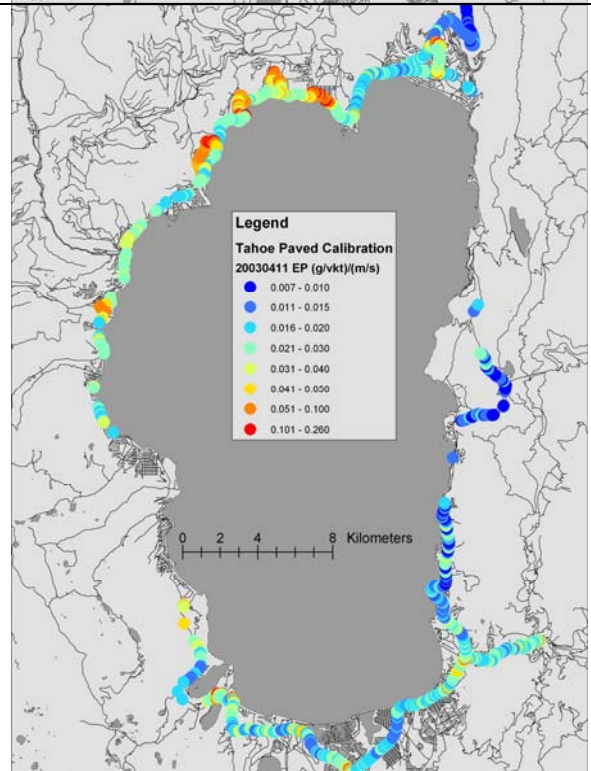 Legend
Tahoe Paved Calibration
20030411 EP (g/vkt)/(m/s)
0.007 - 0.010
0.011 - 0.015
0.016 - 0.020
0.021 - 0.030
0.031 - 0.040
0.041 - 0.050
0.051 - 0.100
0.101 - 0.260
0 2 4 8 Kilometers